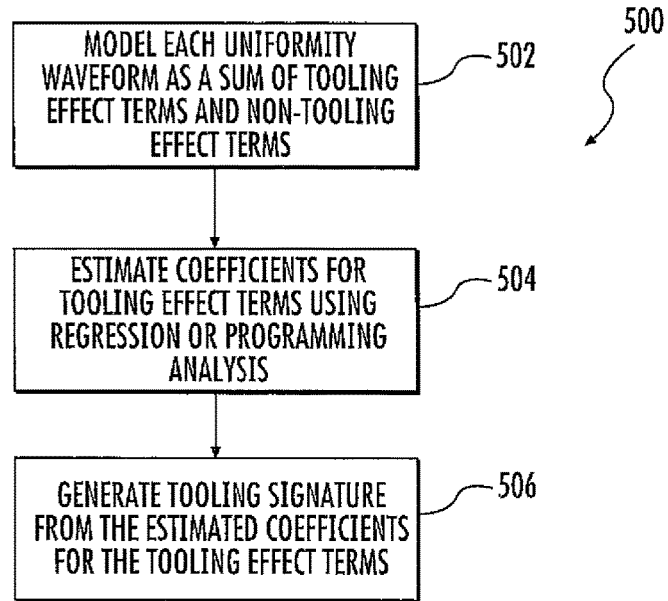 500
MODEL EACH UNIFORMITY
WAVEFORM AS A SUM OF TOOLING
EFFECT TERMS AND NON-TOOLING
EFFECT TERMS
502
ESTIMATE COEFFICIENTS FOR
TOOLING EFFECT TERMS USING
REGRESSION OR PROGRAMMING
ANALYSIS
504
GENERATE TOOLING SIGNATURE
FROM THE ESTIMATED COEFFICIENTS
FOR THE TOOLING EFFECT TERMS
506